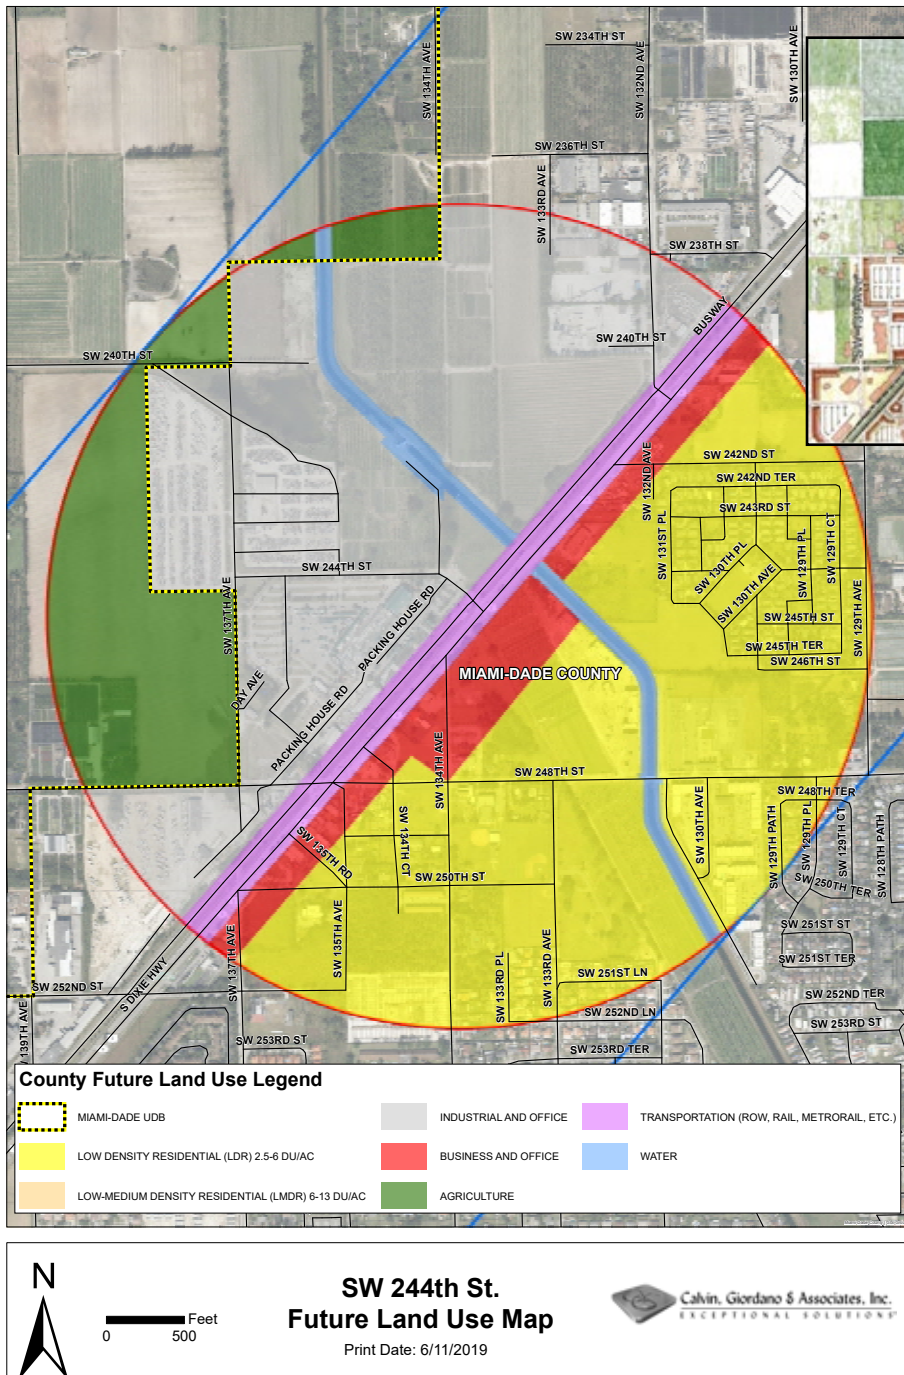 SW 234TH ST
SW 134TH AVE
SW 132ND AVE
SW 130TH AVE
SW 236TH ST
SW 133RD AVE
SW 238TH ST
BUSWAY
SW 240TH ST
SW 240TH ST
SW 242ND ST
SW 132ND AVE
SW 242ND TER
SW 243RD ST
SW 131ST PL
SW 130TH PL
SW 129TH PL
SW 129TH CT
SW 130TH AVE
SW 244TH ST
SW 137TH AVE
PACKING HOUSE RD
SW 245TH ST
SW 129TH AVE
SW 245TH TER
SW 246TH ST
MIAMI-DADE COUNTY
DAY AVE
PACKING HOUSE RD
SW 134TH AVE
SW 248TH ST
SW 248TH TER
SW 130TH AVE
SW 129TH PATH
SW 129TH PL
SW 129TH CT
SW 128TH PATH
SW 135TH RD
SW 134TH CT
SW 250TH ST
SW 250TH TER
SW 137TH AVE
SW 135TH AVE
SW 133RD PL
SW 133RD AVE
SW 251ST ST
SW 251ST TER
S DIXIE HWY
SW 252ND ST
SW 251ST LN
SW 252ND LN
SW 252ND TER
SW 253RD ST
SW 139TH AVE
SW 253RD ST
SW 253RD TER
County Future Land Use Legend
MIAMI-DADE UDB
INDUSTRIAL AND OFFICE
TRANSPORTATION (ROW, RAIL, METRORAIL, ETC.)
LOW DENSITY RESIDENTIAL (LDR) 2.5-6 DU/AC
BUSINESS AND OFFICE
WATER
LOW-MEDIUM DENSITY RESIDENTIAL (LMDR) 6-13 DU/AC
AGRICULTURE
N
Feet
0 500
SW 244th St.
Future Land Use Map
Print Date: 6/11/2019
Calvin, Giordano & Associates, Inc.
EXCEPTIONAL SOLUTIONS